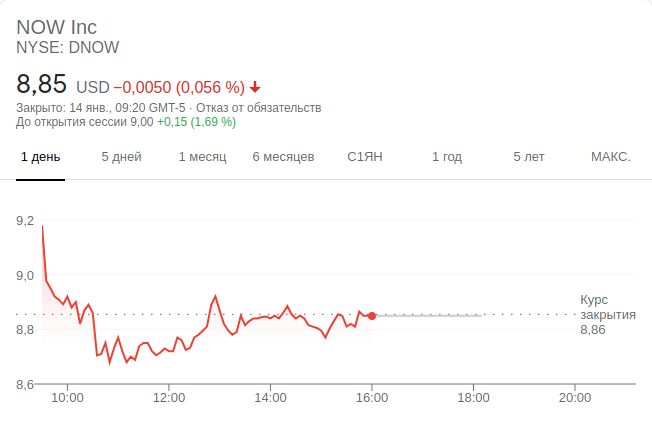 NOW Inc
NYSE: DNOW
8,85 USD −0,0050 (0,056 %)
Закрыто: 14 янв., 09:20 GMT-5 · Отказ от обязательств
До открытия сессии 9,00 +0,15 (1,69 %)
1 день 5 дней 1 месяц 6 месяцев С1ЯН 1 год 5 лет МАКС.
9,2
9,0
Курс
закрытия
8,8
8,86
8,6
10:00 12:00 14:00 16:00 18:00 20:00